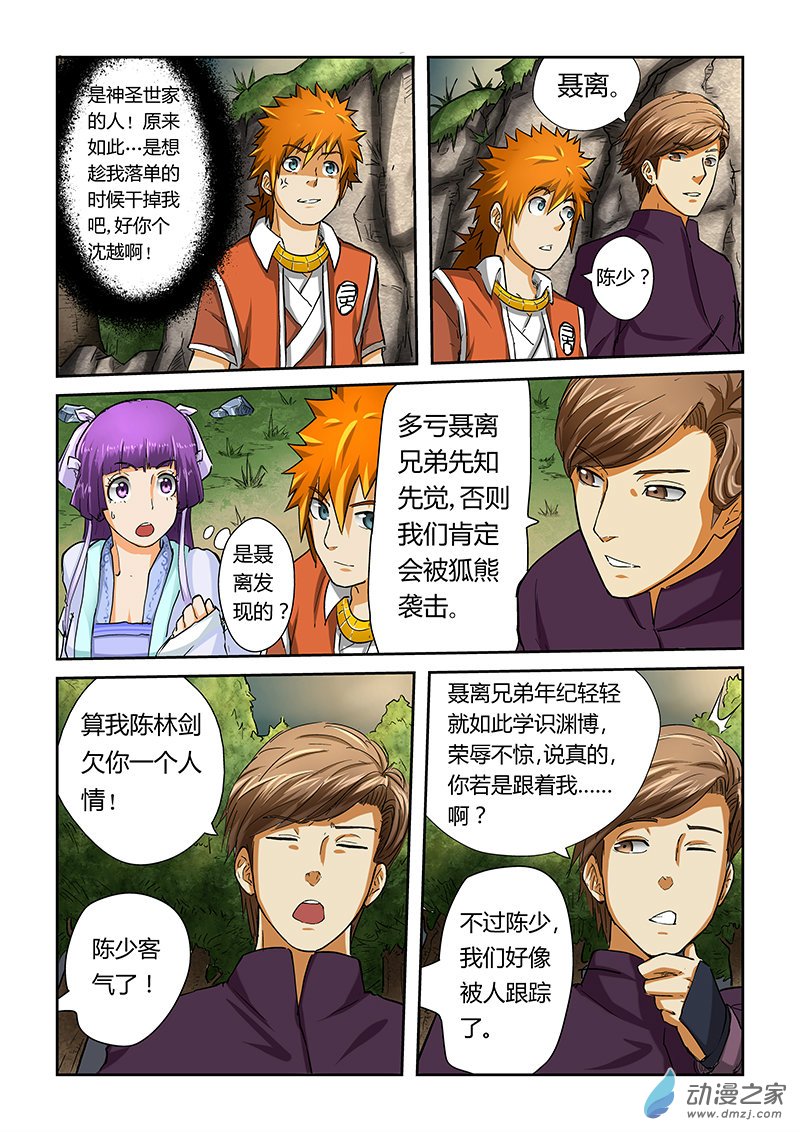 是神圣世家
的人！原来
如此…是想
趁我落单的
时候干掉我
吧,好你个
沈越啊！
聂离。
陈少？
多亏聂离
兄弟先知
先觉,否则
我们肯定
会被狐熊
袭击。
是聂
离发
现的？
算我陈林剑
欠你一个人
情！
陈少客
气了！
聂离兄弟年纪轻轻
就如此学识渊博,
荣辱不惊,说真的,
你若是跟着我……
啊？
不过陈少,
我们好像
被人跟踪
了。
动漫之家
www.dmzj.com